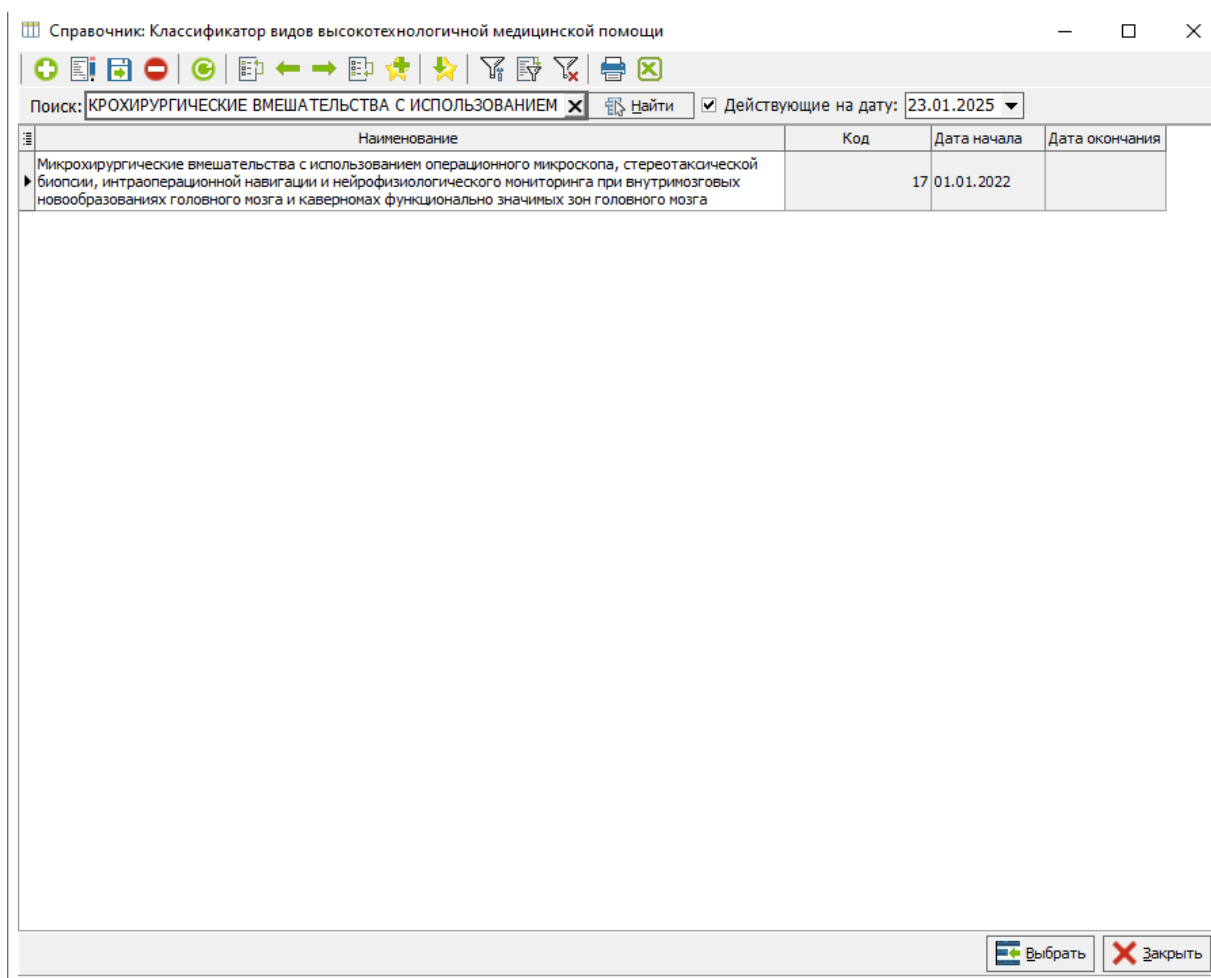 Справочник: Классификатор видов высокотехнологичной медицинской помощи
Поиск: КРОХИРУРГИЧЕСКИЕ ВМЕШАТЕЛЬСТВА С ИСПОЛЬЗОВАНИЕМ Найти Действующие на дату: 23.01.2025
Наименование Код Дата начала Дата окончания
Микрохирургические вмешательства с использованием операционного микроскопа, стереотаксической
биопсии, интраоперационной навигации и нейрофизиологического мониторинга при внутримозговых 17 01.01.2022
новообразованиях головного мозга и каверномах функционально значимых зон головного мозга
Выбрать Закрыть